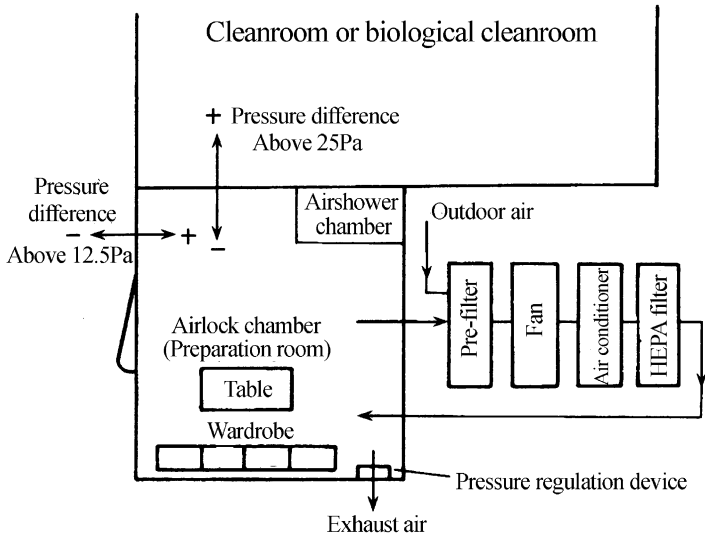 Cleanroom or biological cleanroom
+ Pressure difference
Above 25Pa
Pressure
difference
− +
Above 12.5Pa
−
Airshower
chamber
Outdoor air
Pre-filter
Fan
Air conditioner
HEPA filter
Airlock chamber
(Preparation room)
Table
Wardrobe
Pressure regulation device
Exhaust air